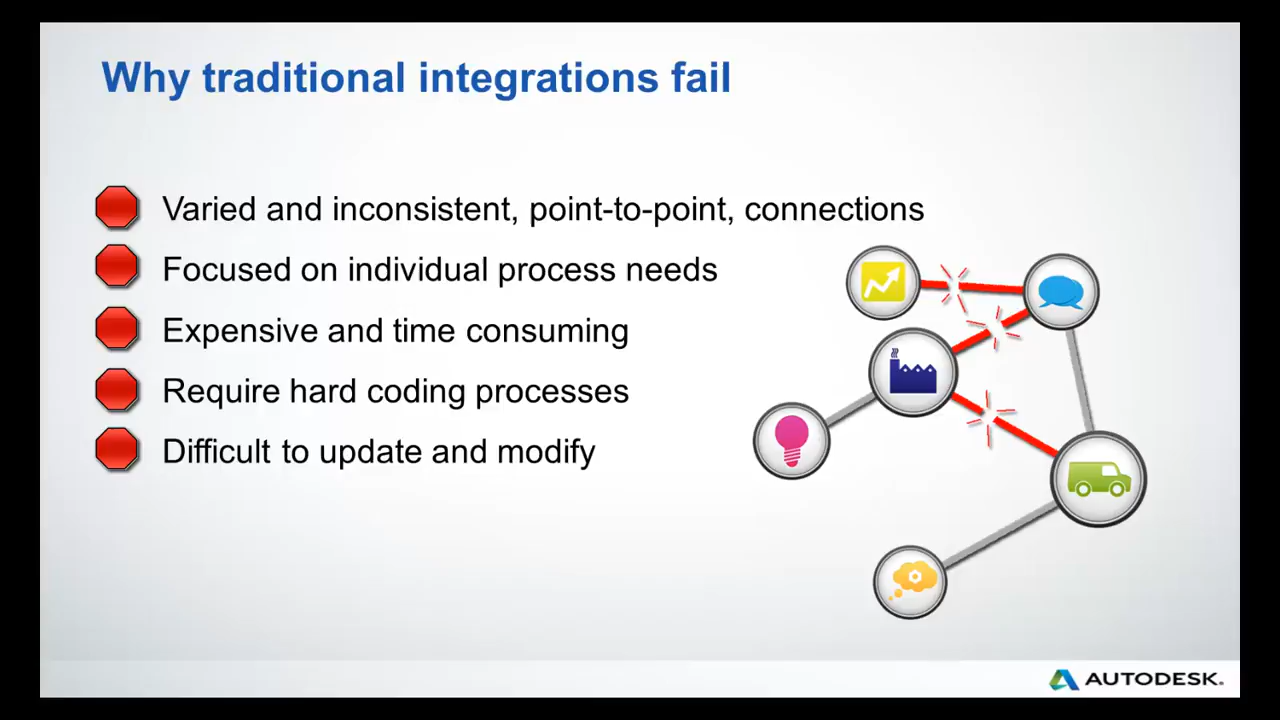 Why traditional integrations fail
Varied and inconsistent, point-to-point, connections
Focused on individual process needs
Expensive and time consuming
Require hard coding processes
Difficult to update and modify
AUTODESK.